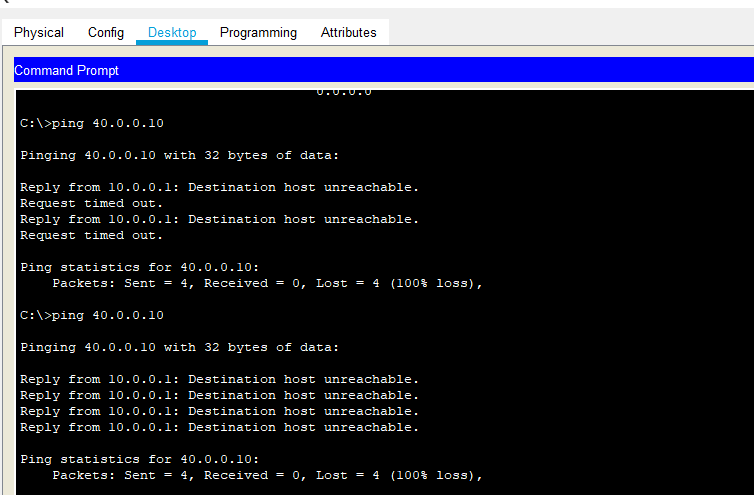 Physical Config Desktop Programming Attributes
Command Prompt
0.0.0.0
C:\>ping 40.0.0.10
Pinging 40.0.0.10 with 32 bytes of data:
Reply from 10.0.0.1: Destination host unreachable.
Request timed out.
Reply from 10.0.0.1: Destination host unreachable.
Request timed out.
Ping statistics for 40.0.0.10:
Packets: Sent = 4, Received = 0, Lost = 4 (100% loss),
C:\>ping 40.0.0.10
Pinging 40.0.0.10 with 32 bytes of data:
Reply from 10.0.0.1: Destination host unreachable.
Reply from 10.0.0.1: Destination host unreachable.
Reply from 10.0.0.1: Destination host unreachable.
Reply from 10.0.0.1: Destination host unreachable.
Ping statistics for 40.0.0.10:
Packets: Sent = 4, Received = 0, Lost = 4 (100% loss),